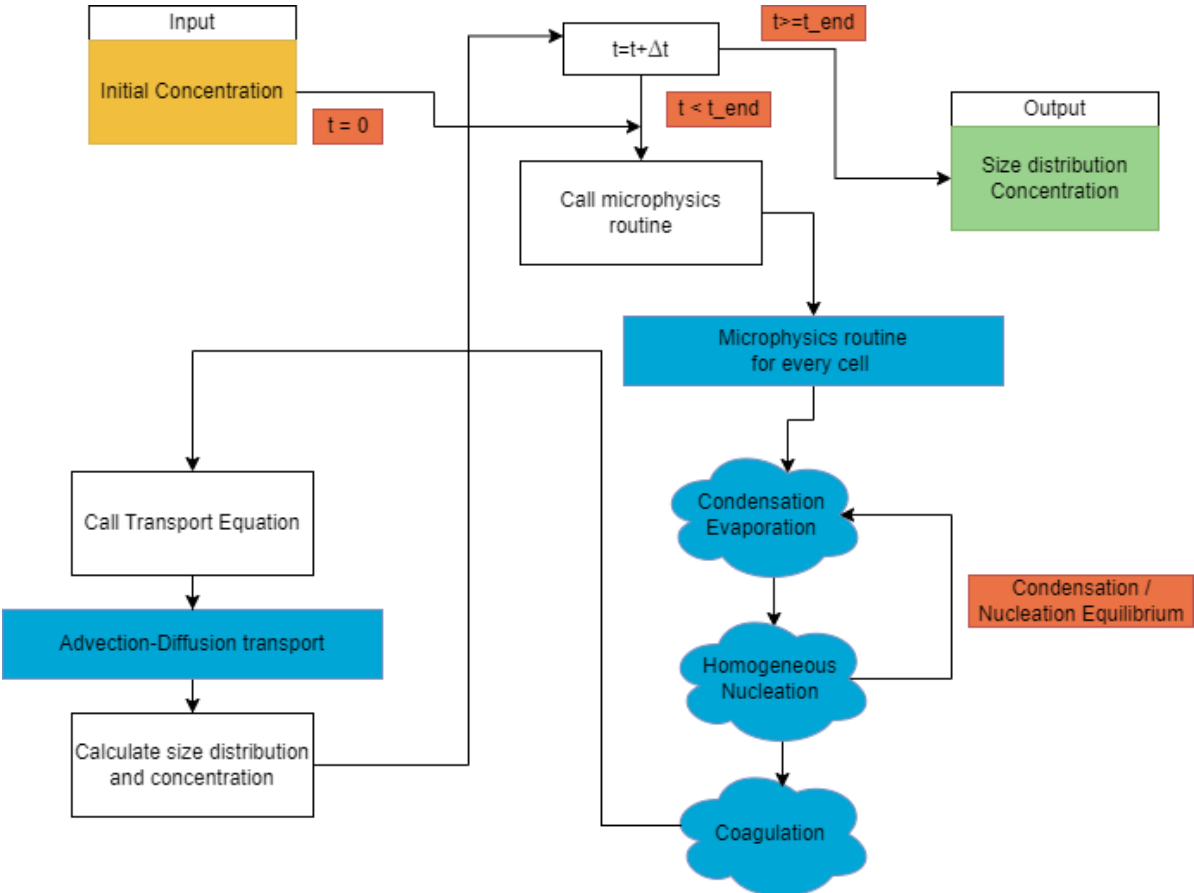 Input
Initial Concentration
t = 0
t=t+Δt
t>=t_end
t < t_end
Output
Size distribution
Concentration
Call microphysics
routine
Microphysics routine
for every cell
Condensation
Evaporation
Condensation /
Nucleation Equilibrium
Homogeneous
Nucleation
Coagulation
Call Transport Equation
Advection-Diffusion transport
Calculate size distribution
and concentration